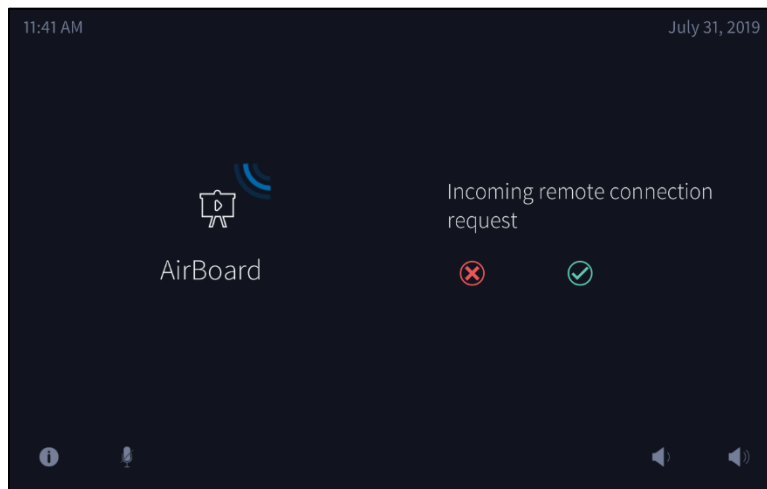 11:41 AM
July 31, 2019
Incoming remote connection
request
AirBoard